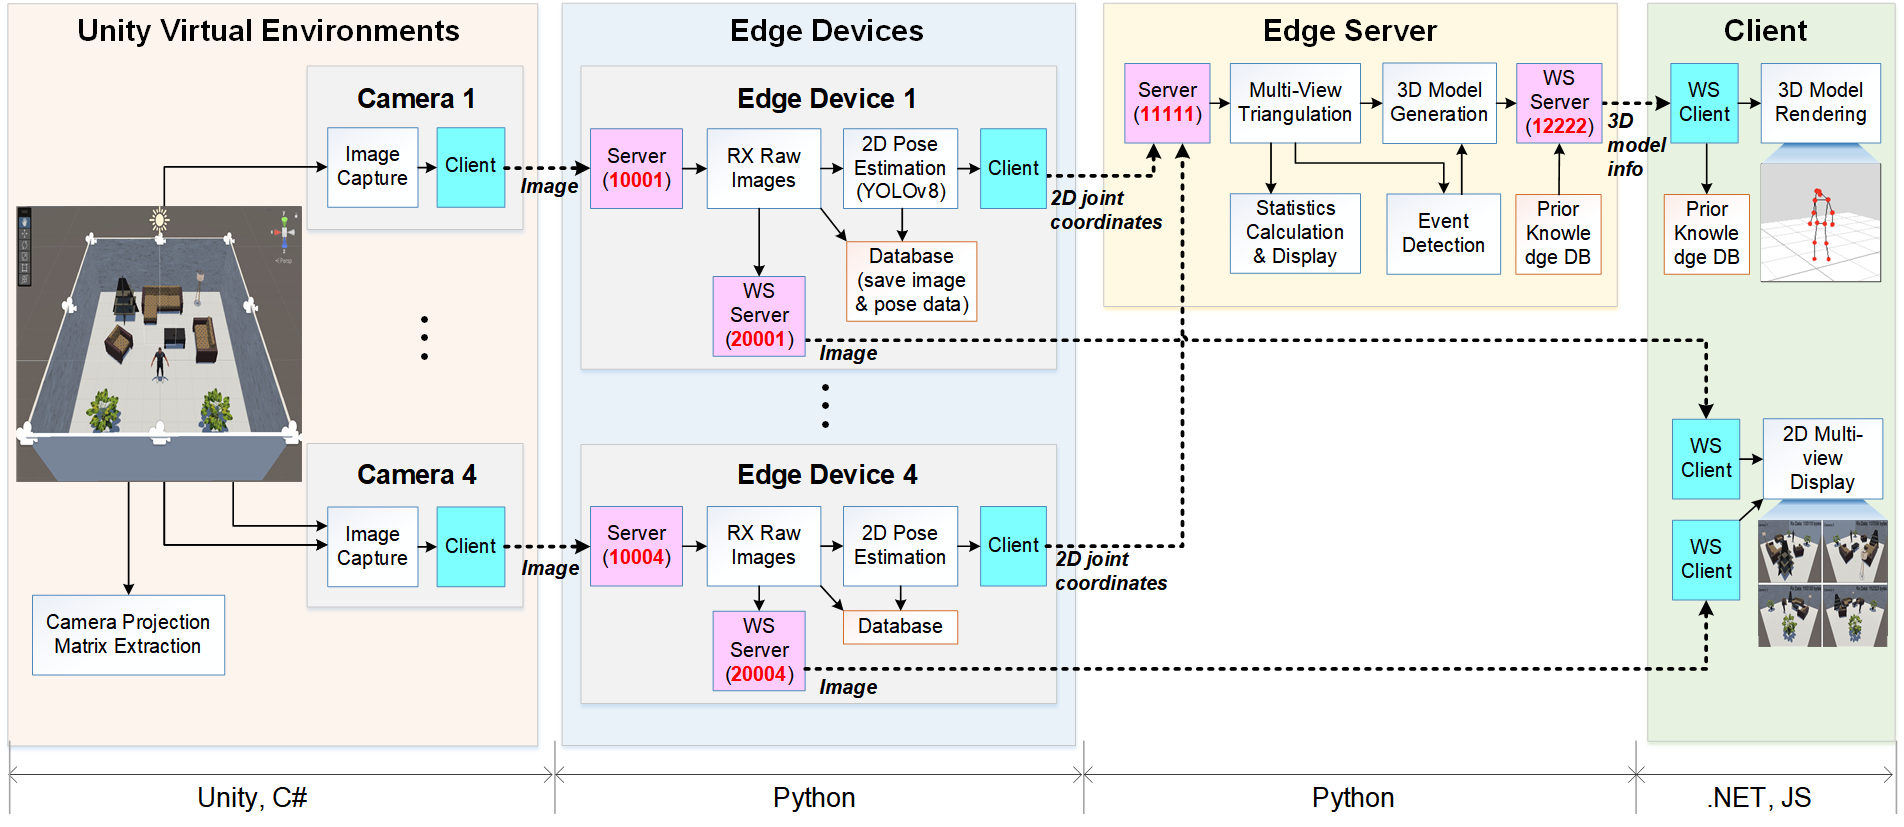 Unity Virtual Environments
Camera 1
Image
Capture
Client
Image
Camera 4
Image
Capture
Client
Image
Camera Projection
Matrix Extraction
Edge Devices
Edge Device 1
Server
(10001)
RX Raw
Images
2D Pose
Estimation
(YOLOv8)
Client
2D joint
coordinates
Database
(save image
& pose data)
WS
Server
(20001)
Image
Edge Device 4
Server
(10004)
RX Raw
Images
2D Pose
Estimation
Client
2D joint
coordinates
Database
WS
Server
(20004)
Image
Edge Server
Server
(11111)
Multi-View
Triangulation
3D Model
Generation
WS
Server
(12222)
3D
model
info
Statistics
Calculation
& Display
Event
Detection
Prior
Knowle
dge DB
Client
WS
Client
3D Model
Rendering
Prior
Knowle
dge DB
WS
Client
2D Multi-
view
Display
WS
Client
Unity, C#
Python
Python
.NET, JS